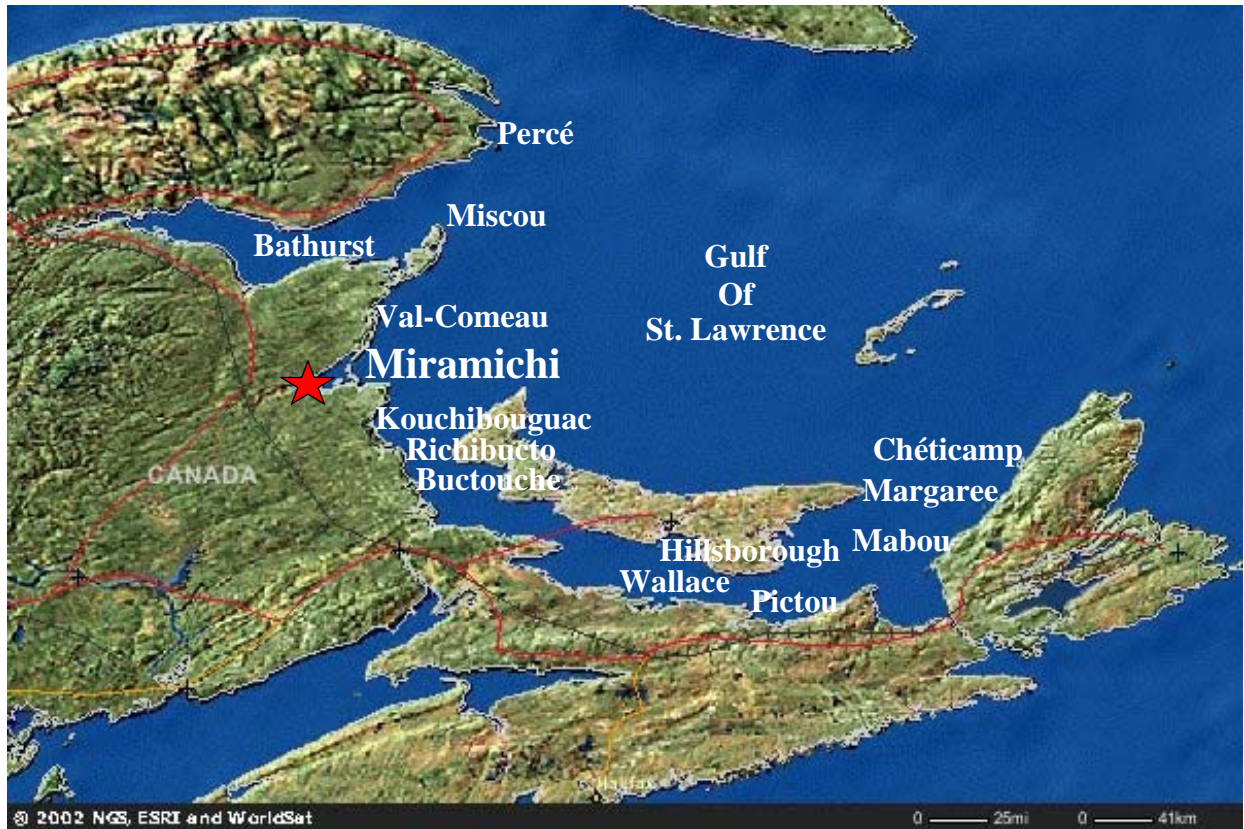 Percé
Miscou
Bathurst
Gulf
Of
St. Lawrence
Val-Comeau
Miramichi
Kouchibouguac
Richibucto
Buctouche
CANADA
Chéticamp
Margaree
Mabou
Hillsborough
Wallace
Pictou
Halifax
© 2002 NGS, ESRI and WorldSat
0 25mi 0 41km